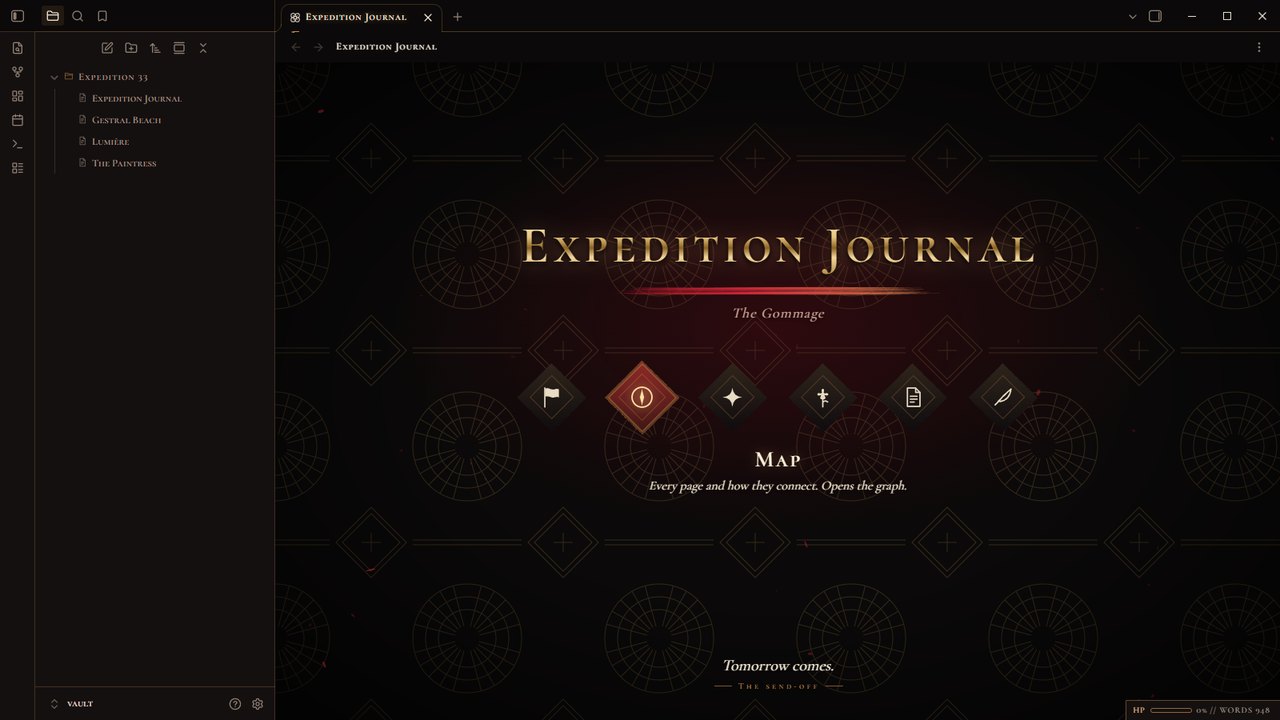 Expedition Journal
Expedition Journal
Expedition 33
Expedition Journal
Gestral Beach
Lumière
The Paintress
Expedition Journal
The Gommage
Map
Every page and how they connect. Opens the graph.
Tomorrow comes.
The send-off
VAULT
HP 0% // WORDS 948